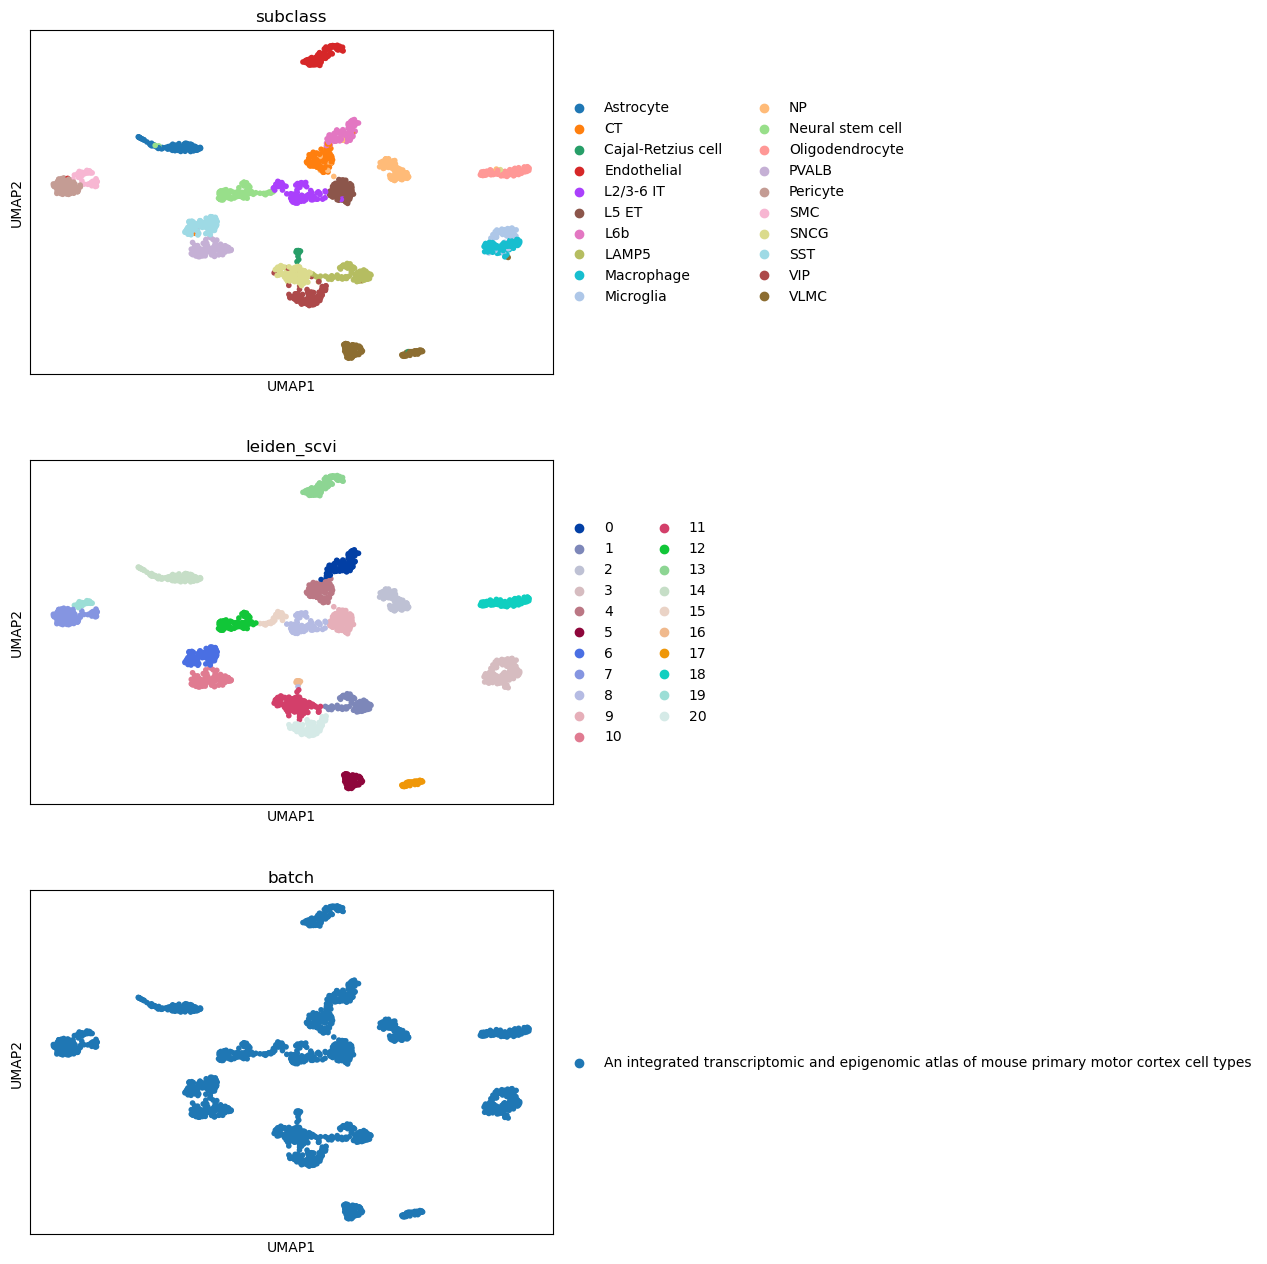 subclass
UMAP2
UMAP1
Astrocyte
CT
Cajal-Retzius cell
Endothelial
L2/3-6 IT
L5 ET
L6b
LAMP5
Macrophage
Microglia
NP
Neural stem cell
Oligodendrocyte
PVALB
Pericyte
SMC
SNCG
SST
VIP
VLMC
leiden_scvi
UMAP2
UMAP1
0
1
2
3
4
5
6
7
8
9
10
11
12
13
14
15
16
17
18
19
20
batch
UMAP2
UMAP1
An integrated transcriptomic and epigenomic atlas of mouse primary motor cortex cell types